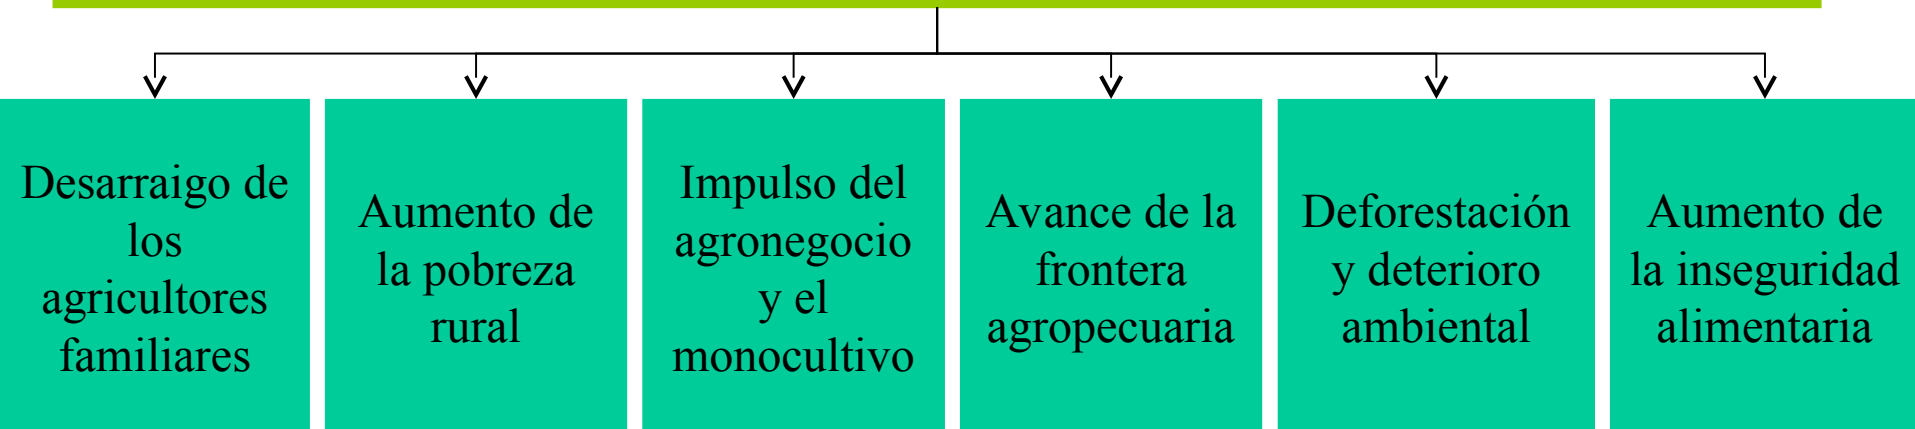 Desarraigo de
los
agricultores
familiares
Aumento de
la pobreza
rural
Impulso del
agronegocio
y el
monocultivo
Avance de la
frontera
agropecuaria
Deforestación
y deterioro
ambiental
Aumento de
la inseguridad
alimentaria